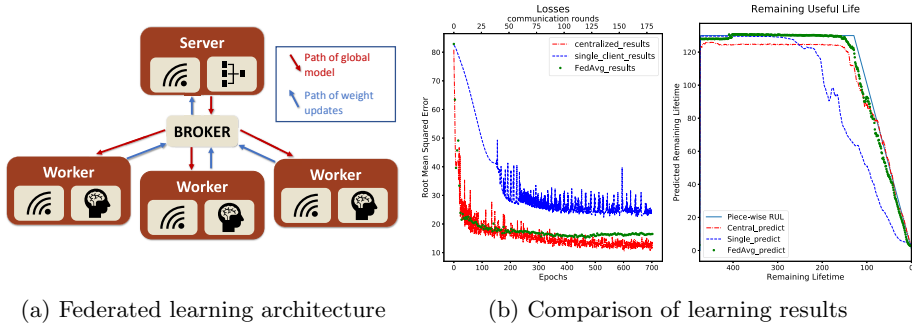 Server
Path of global
model
Path of weight
updates
BROKER
Worker
Worker
Worker
(a) Federated learning architecture
Losses
communication rounds
0 25 50 75 100 125 150 175
centralized_results
single_client_results
FedAvg_results
Root Mean Squared Error
80
70
60
50
40
30
20
10
0 100 200 300 400 500 600 700
Epochs
Remaining Useful Life
Predicted Remaining Lifetime
120
100
80
60
40
20
0
Piece-wise RUL
Central_predict
Single_predict
FedAvg_predict
400 300 200 100 0
Remaining Lifetime
(b) Comparison of learning results